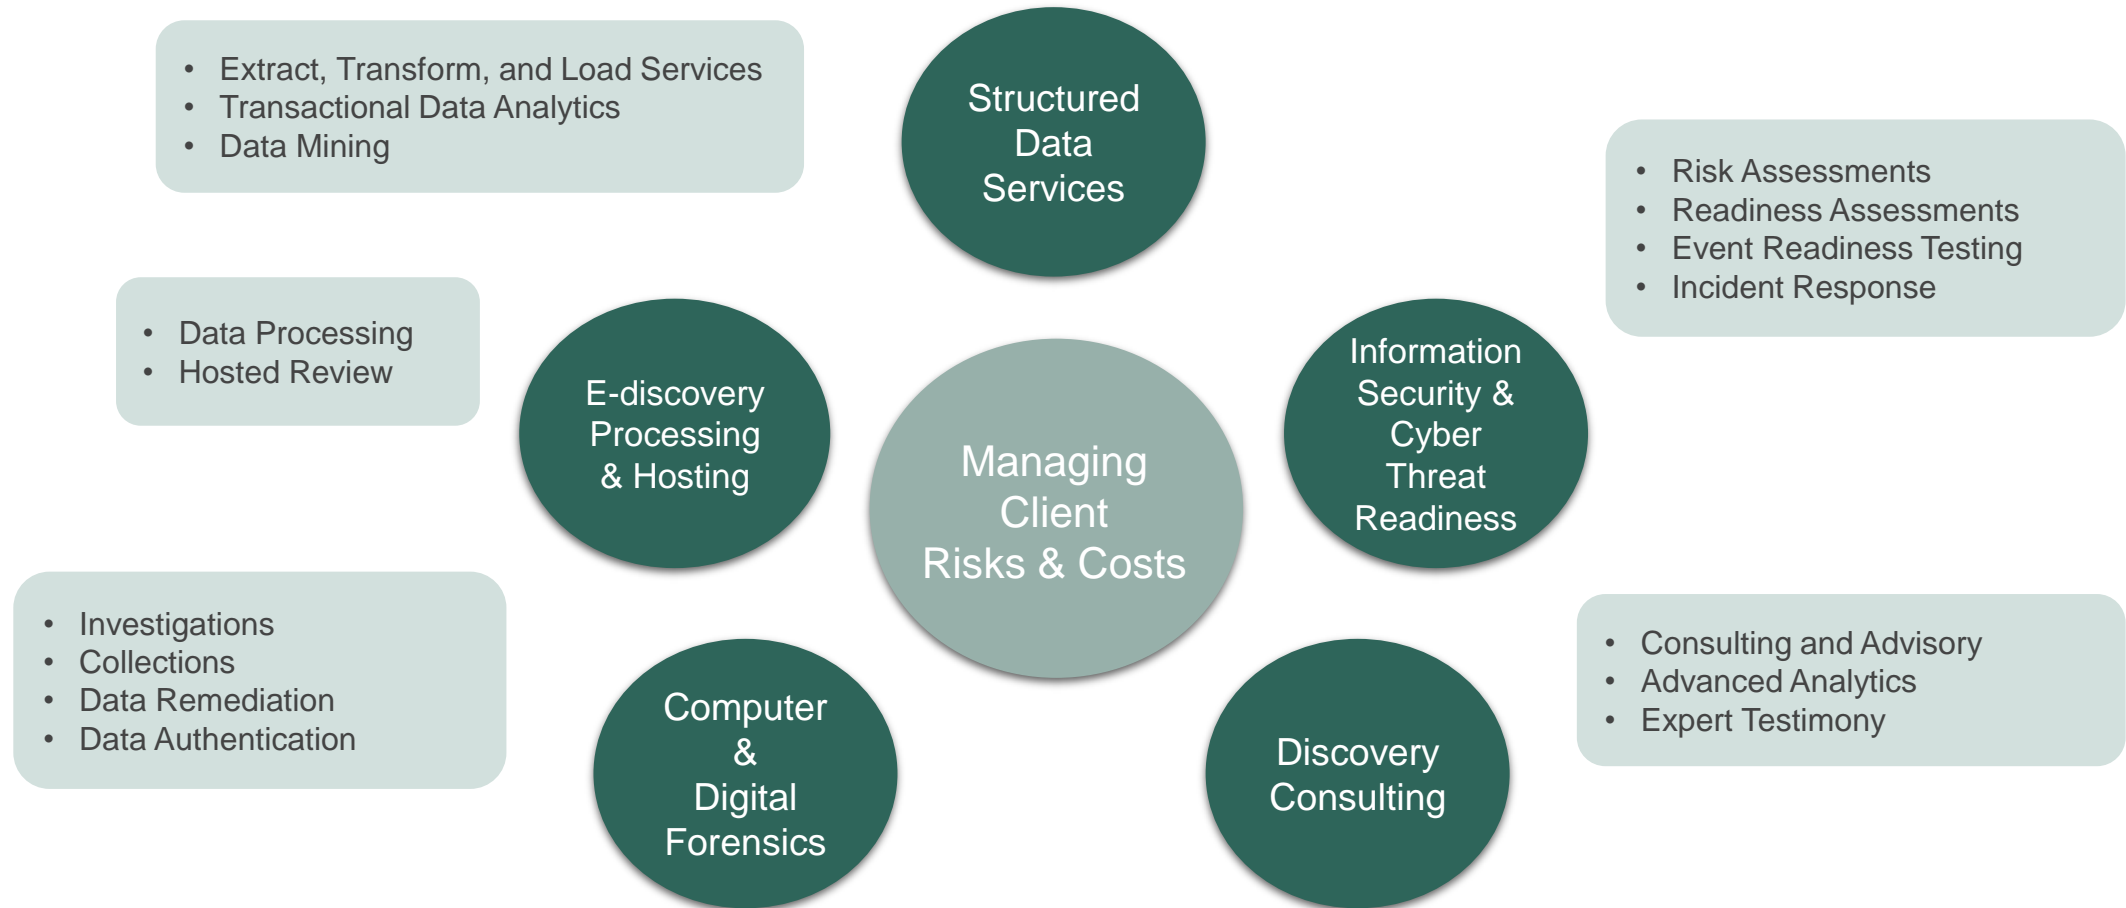 • Extract, Transform, and Load Services
• Transactional Data Analytics
• Data Mining
Structured
Data
Services
• Risk Assessments
• Readiness Assessments
• Event Readiness Testing
• Incident Response
• Data Processing
• Hosted Review
E-discovery
Processing
& Hosting
Information
Security &
Cyber
Threat
Readiness
Managing
Client
Risks & Costs
• Investigations
• Collections
• Data Remediation
• Data Authentication
Computer
&
Digital
Forensics
Discovery
Consulting
• Consulting and Advisory
• Advanced Analytics
• Expert Testimony